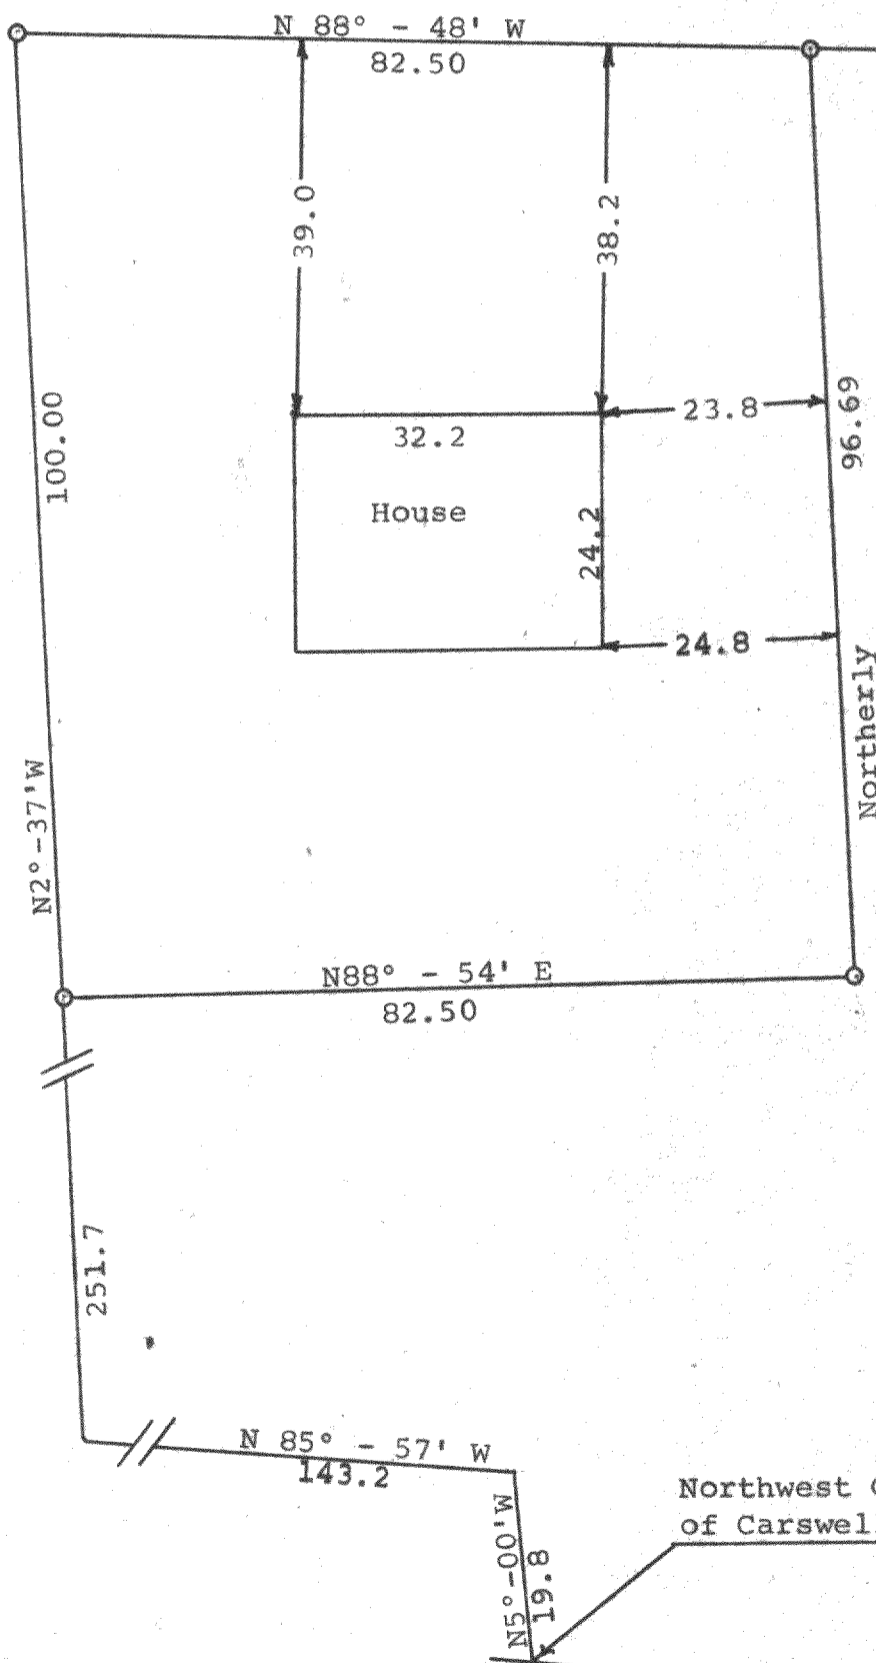 N 88° - 48' W
82.50
39.0
38.2
100.00
32.2
23.8
96.69
House
24.2
24.8
Northerly
N2°-37'W
N88° - 54' E
82.50
251.7
N 85° - 57' W
143.2
Northwest
of
N5°-00'W
19.8